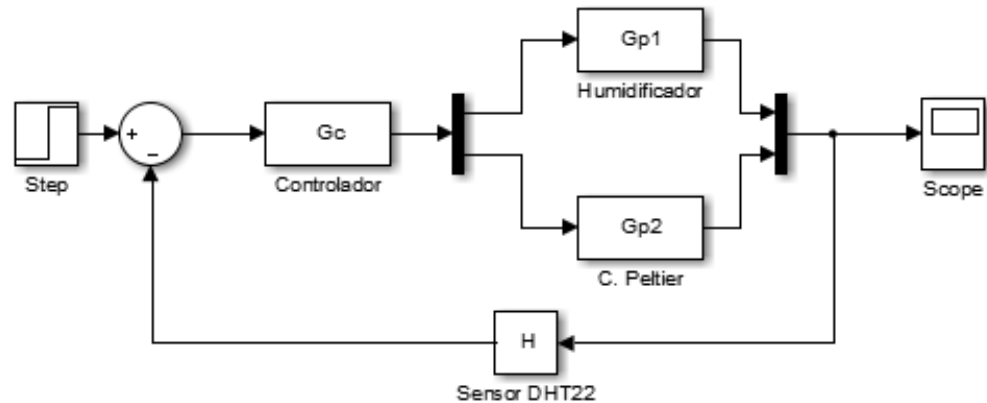 Gp1
Humidificador
+
−
Gc
Step
Controlador
Scope
Gp2
C. Peltier
H
Sensor DHT22